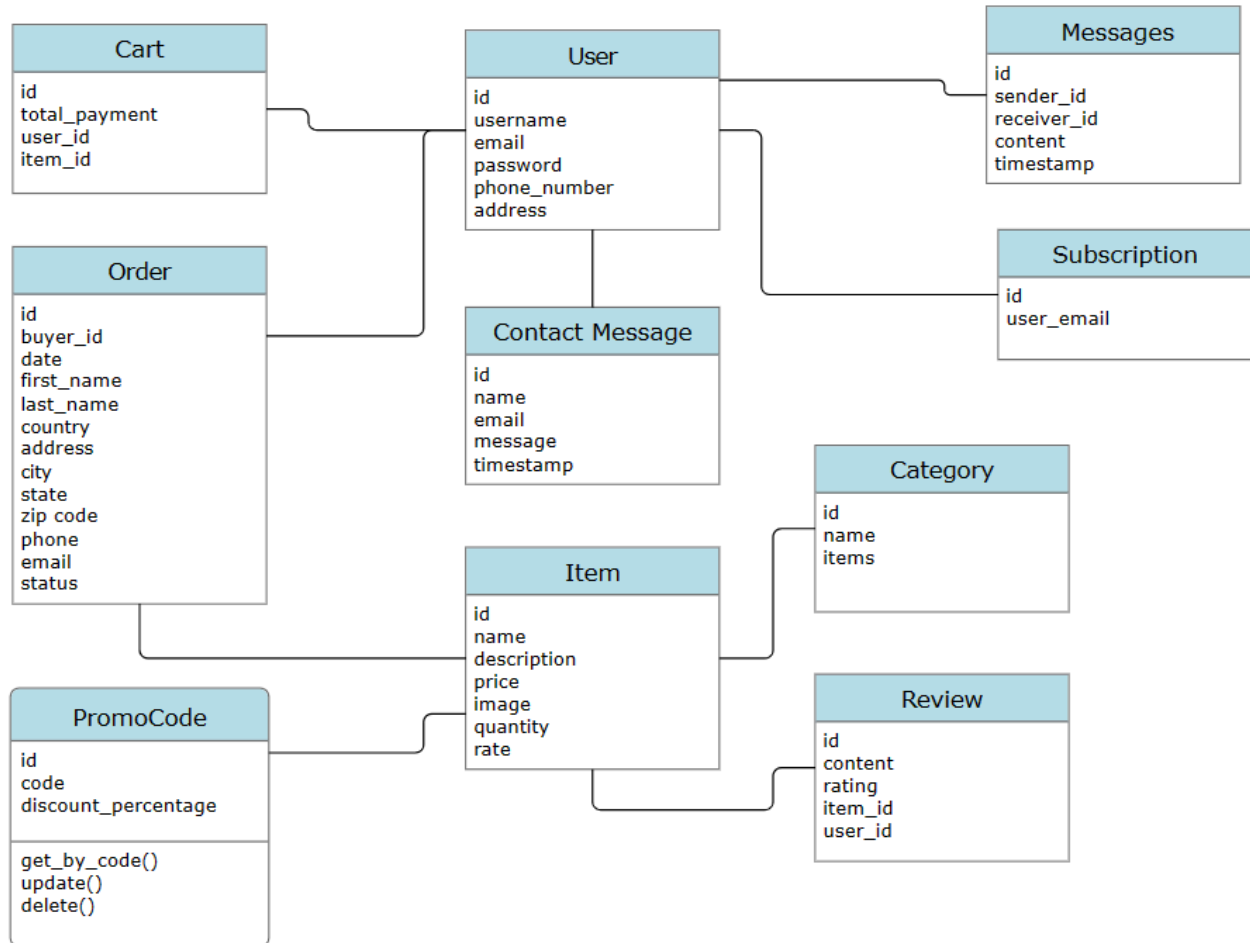 Cart
id
total_payment
user_id
item_id
User
id
username
email
password
phone_number
address
Messages
id
sender_id
receiver_id
content
timestamp
Order
id
buyer_id
date
first_name
last_name
country
address
city
state
zip code
phone
email
status
Contact Message
id
name
email
message
timestamp
Subscription
id
user_email
Category
id
name
items
Item
id
name
description
price
image
quantity
rate
PromoCode
id
code
discount_percentage
get_by_code()
update()
delete()
Review
id
content
rating
item_id
user_id